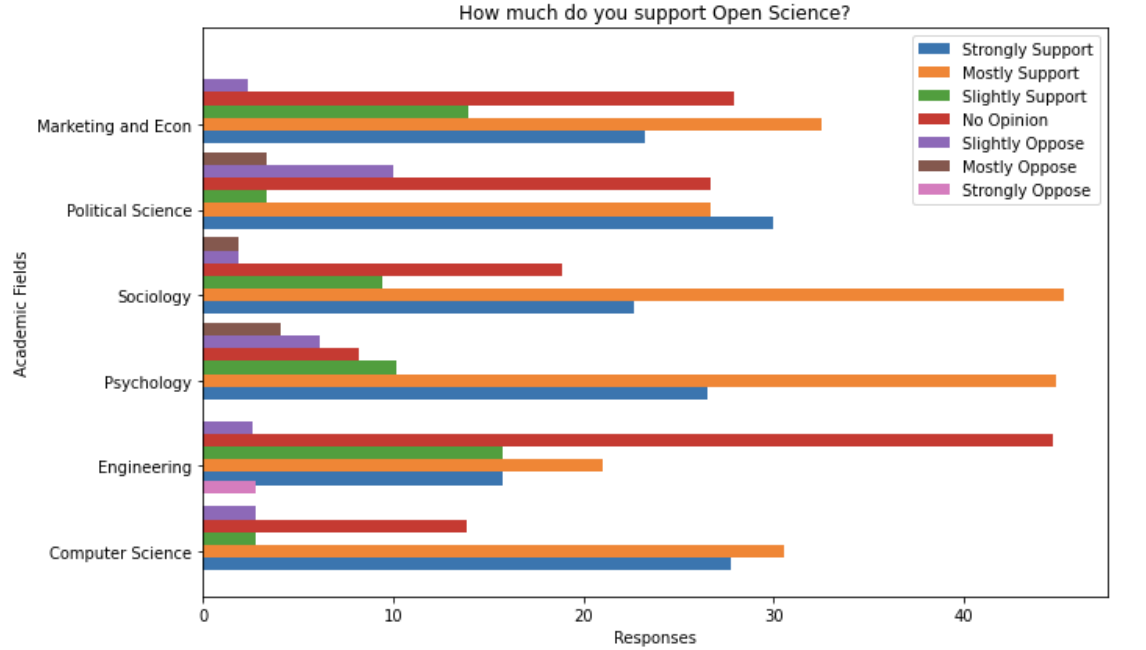 How much do you support Open Science?
Strongly Support
Mostly Support
Slightly Support
No Opinion
Slightly Oppose
Mostly Oppose
Strongly Oppose
Marketing and Econ
Political Science
Sociology
Psychology
Engineering
Computer Science
Academic Fields
0 10 20 30 40
Responses